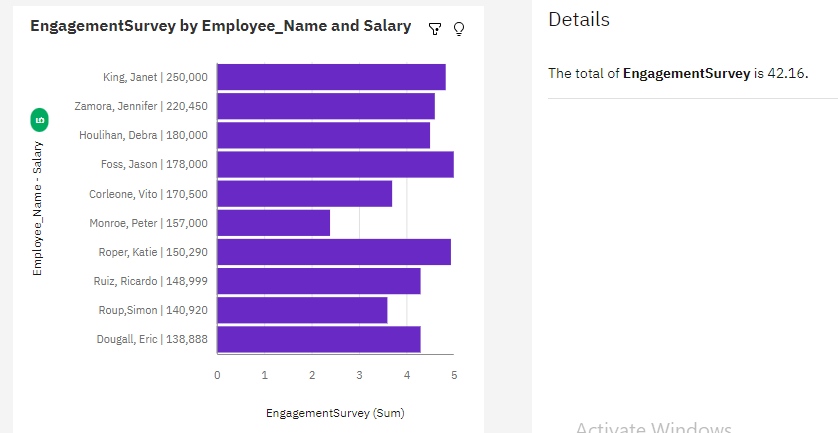 EngagementSurvey by Employee_Name and Salary
King, Janet | 250,000
Zamora, Jennifer | 220,450
Houlihan, Debra | 180,000
Foss, Jason | 178,000
Corleone, Vito | 170,500
Monroe, Peter | 157,000
Roper, Katie | 150,290
Ruiz, Ricardo | 148,999
Roup,Simon | 140,920
Dougall, Eric | 138,888
Employee_Name - Salary
0 1 2 3 4 5
EngagementSurvey (Sum)
Details
The total of EngagementSurvey is 42.16.
Activate Windows